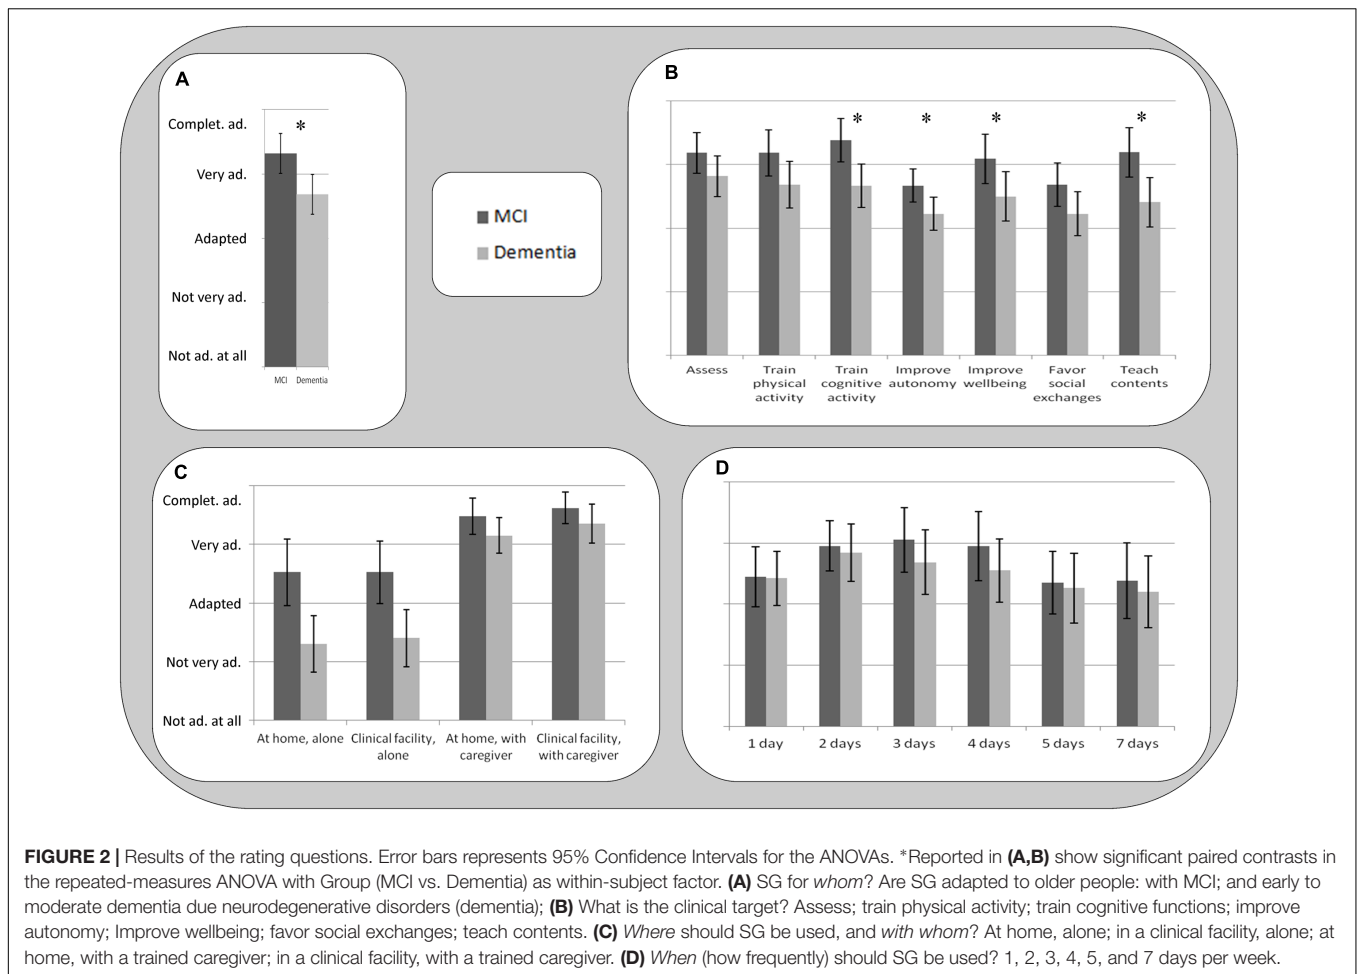 A
Complet. ad.
Very ad.
Adapted
Not very ad.
Not ad. at all
*
MCI Dementia
MCI
Dementia
B
* * * *
Assess Train physical activity Train cognitive activity Improve autonomy Improve wellbeing Favor social exchanges Teach contents
C
Complet. ad.
Very ad.
Adapted
Not very ad.
Not ad. at all
At home, alone Clinical facility, alone At home, with caregiver Clinical facility, with caregiver
D
1 day 2 days 3 days 4 days 5 days 7 days
FIGURE 2 | Results of the rating questions. Error bars represents 95% Confidence Intervals for the ANOVAs. *Reported in (A,B) show significant paired contrasts in
the repeated-measures ANOVA with Group (MCI vs. Dementia) as within-subject factor. (A) SG for whom? Are SG adapted to older people: with MCI; and early to
moderate dementia due neurodegenerative disorders (dementia); (B) What is the clinical target? Assess; train physical activity; train cognitive functions; improve
autonomy; Improve wellbeing; favor social exchanges; teach contents. (C) Where should SG be used, and with whom? At home, alone; in a clinical facility, alone; at
home, with a trained caregiver; in a clinical facility, with a trained caregiver. (D) When (how frequently) should SG be used? 1, 2, 3, 4, 5, and 7 days per week.